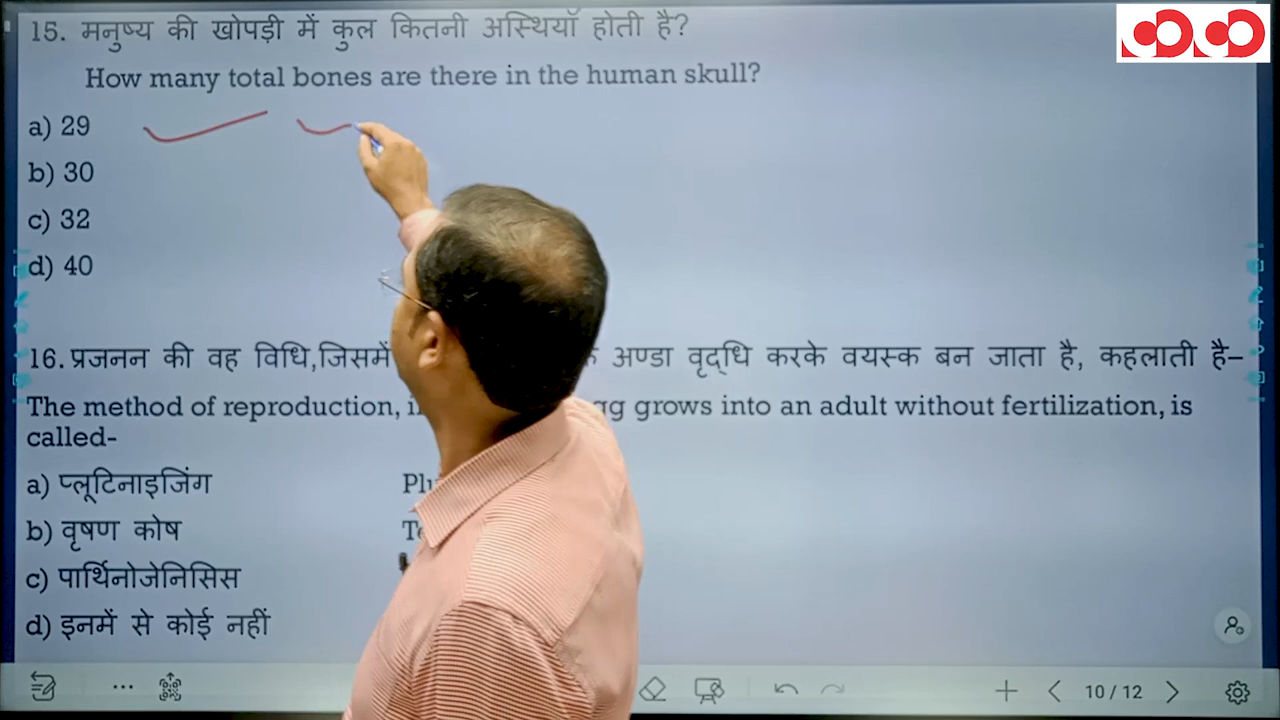 15. मनुष्य की खोपड़ी में कुल कितनी अस्थियाँ होती है?
How many total bones are there in the human skull?
a) 29
b) 30
c) 32
d) 40
16. प्रजनन की वह विधि,जिसमें अण्डा वृद्धि करके वयस्क बन जाता है, कहलाती है–
The method of reproduction, grows into an adult without fertilization, is
called-
a) प्लूटिनाइजिंग
b) वृषण कोष
c) पार्थिनोजेनिसिस
d) इनमें से कोई नहीं
10 / 12